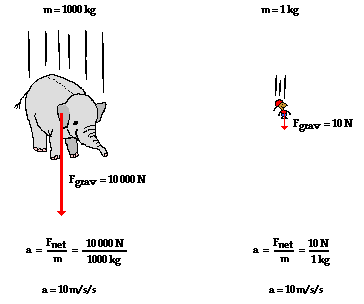 m = 1000 kg
m = 1 kg
Fgrav = 10 000 N
Fgrav = 10 N
a = Fnet/m = 10 000 N/1000 kg
a = Fnet/m = 10 N/1 kg
a = 10 m/s/s
a = 10 m/s/s